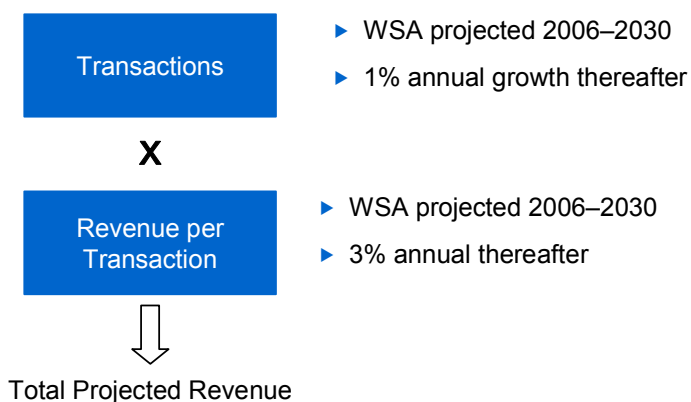 Transactions
WSA projected 2006–2030
1% annual growth thereafter
X
Revenue per
Transaction
WSA projected 2006–2030
3% annual thereafter
Total Projected Revenue